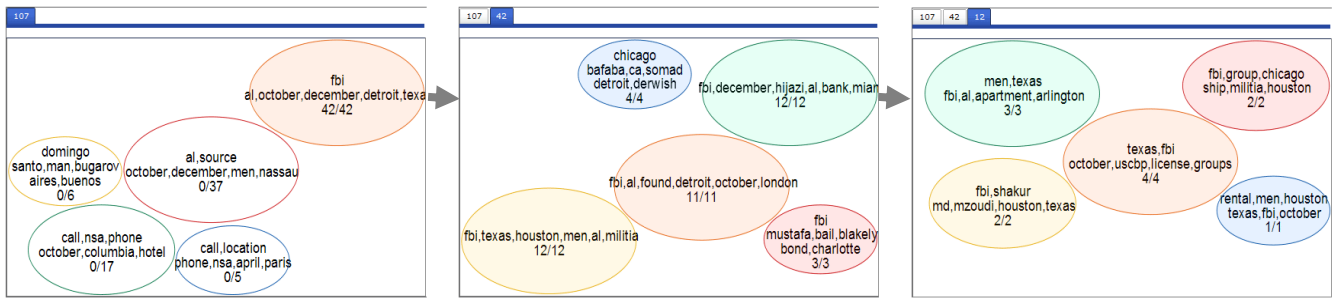 107
fbi
al,october,december,detroit,texa
42/42
domingo
santo,man,bugarov
aires,buenos
0/6
al,source
october,december,men,nassau
0/37
call,nsa,phone
october,columbia,hotel
0/17
call,location
phone,nsa,april,paris
0/5
107 42
chicago
bafaba,ca,somad
detroit,derwish
4/4
fbi,december,hijazi,al,bank,miam
12/12
fbi,al,found,detroit,october,london
11/11
fbi,texas,houston,men,al,militia
12/12
fbi
mustafa,bail,blakely
bond,charlotte
3/3
107 42 12
men,texas
fbi,al,apartment,arlington
3/3
fbi,group,chicago
ship,militia,houston
2/2
texas,fbi
october,uscbp,license,groups
4/4
fbi,shakur
md,mzoudi,houston,texas
2/2
rental,men,houston
texas,fbi,october
1/1